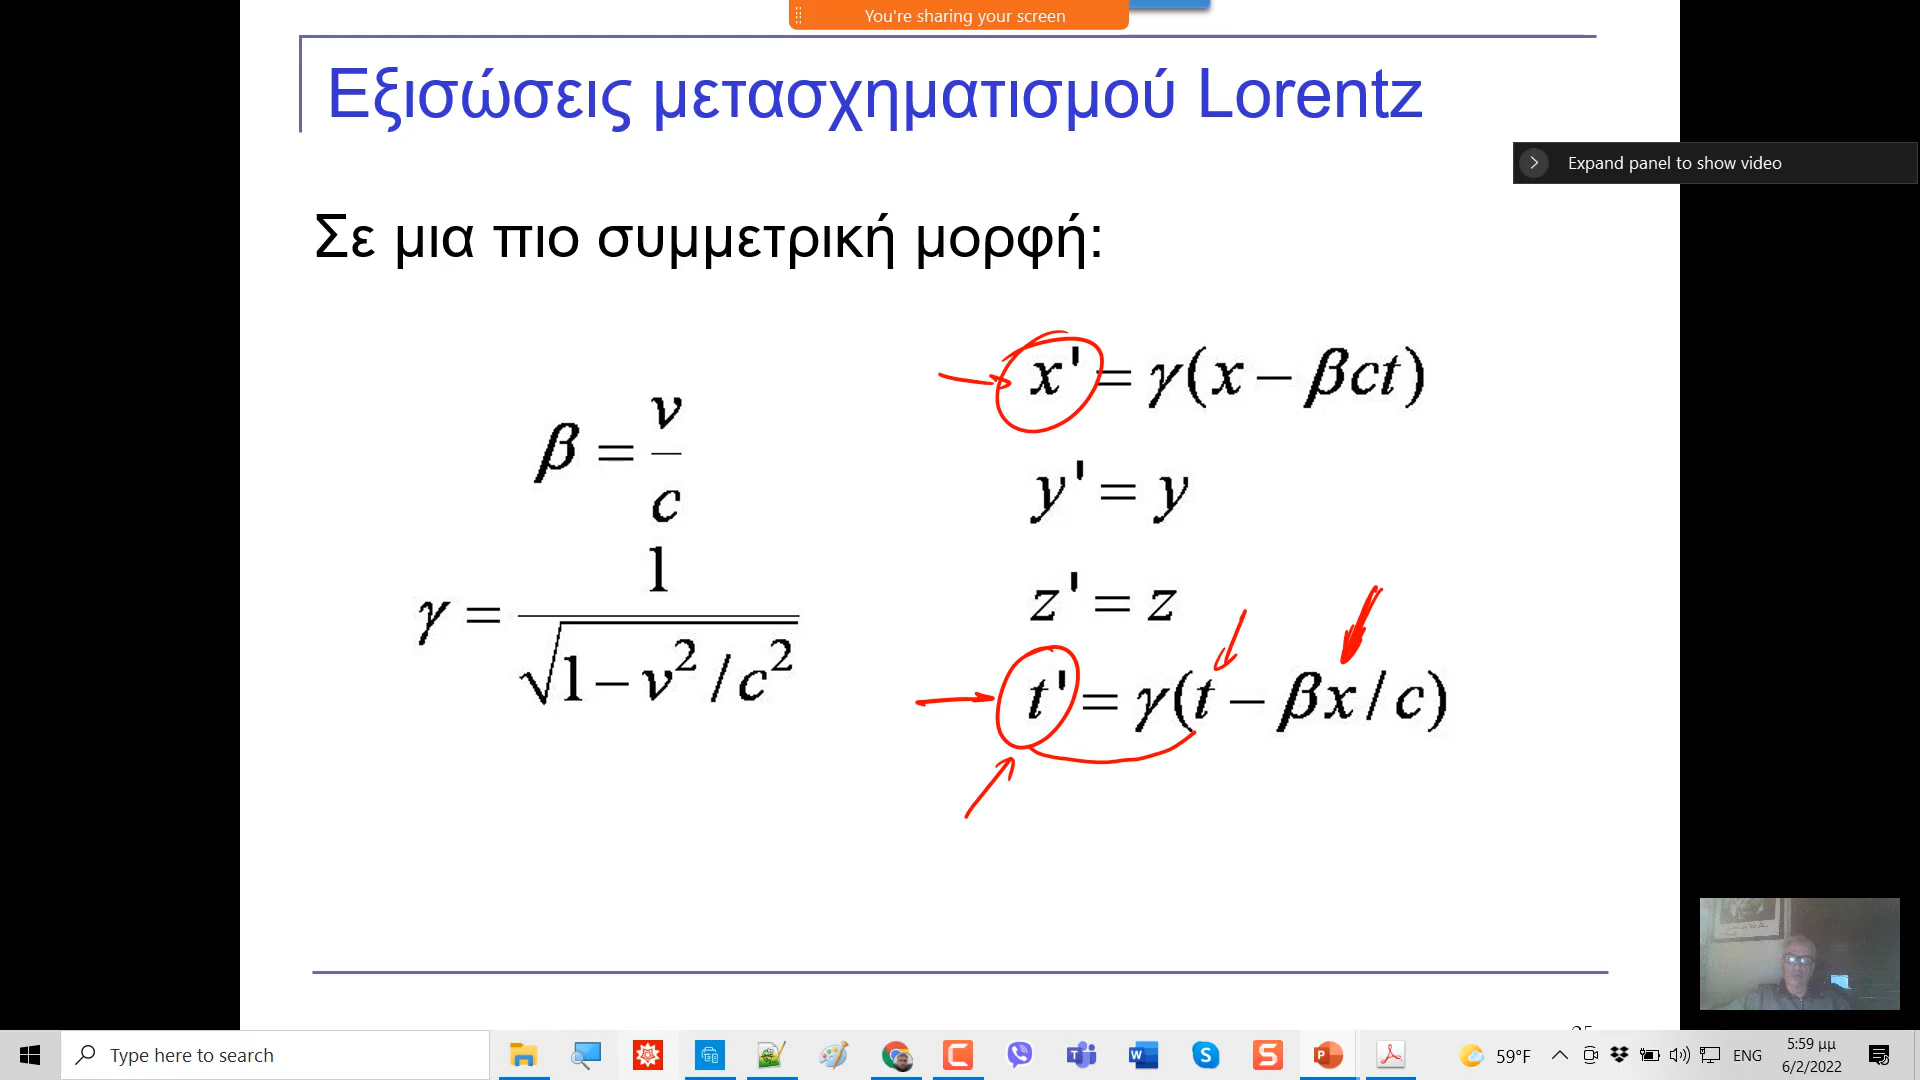 You're sharing your screen
Εξισώσεις μετασχηματισμού Lorentz
Expand panel to show video
Σε μια πιο συμμετρική μορφή:
β = v/c
γ = 1/√(1 − v²/c²)
x' = γ(x − βct)
y' = y
z' = z
t' = γ(t − βx/c)
Type here to search
59°F
ENG
5:59 μμ
6/2/2022